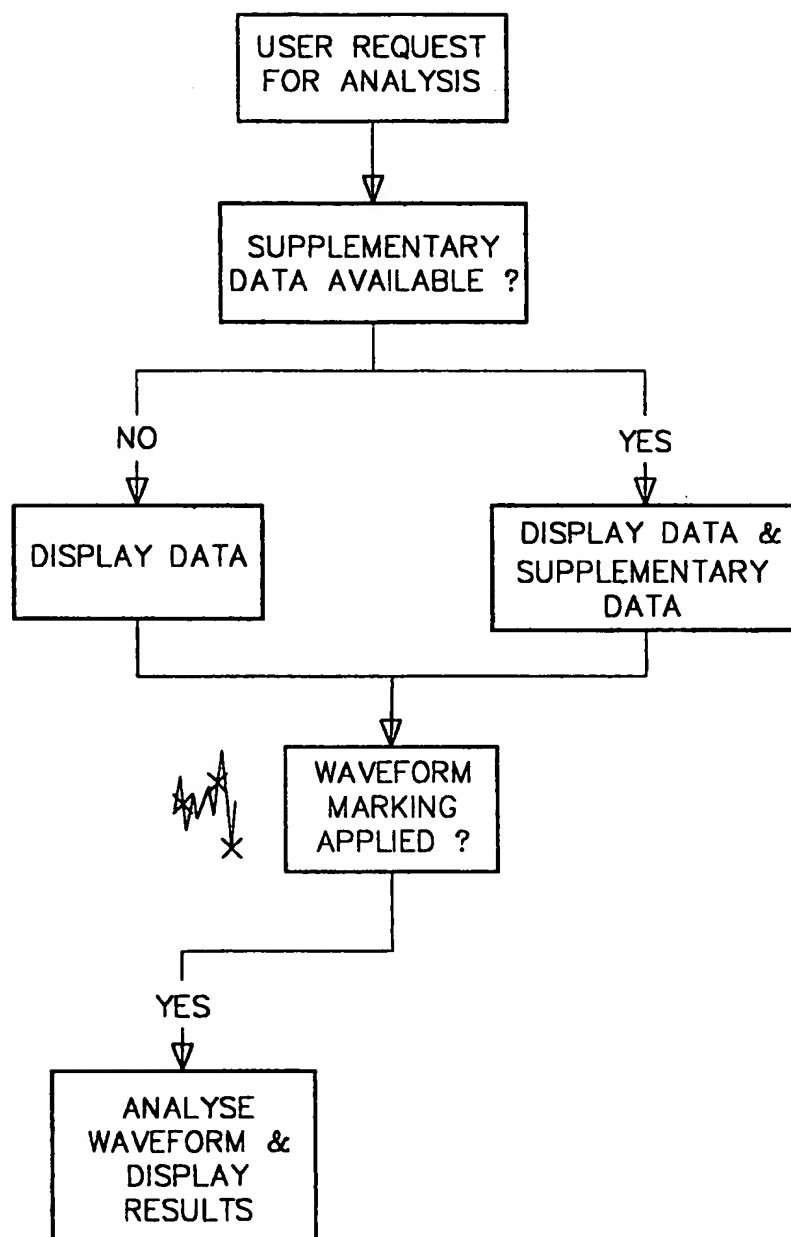 USER REQUEST
FOR ANALYSIS
SUPPLEMENTARY
DATA AVAILABLE ?
NO
YES
DISPLAY DATA
DISPLAY DATA &
SUPPLEMENTARY
DATA
WAVEFORM
MARKING
APPLIED ?
YES
ANALYSE
WAVEFORM &
DISPLAY
RESULTS